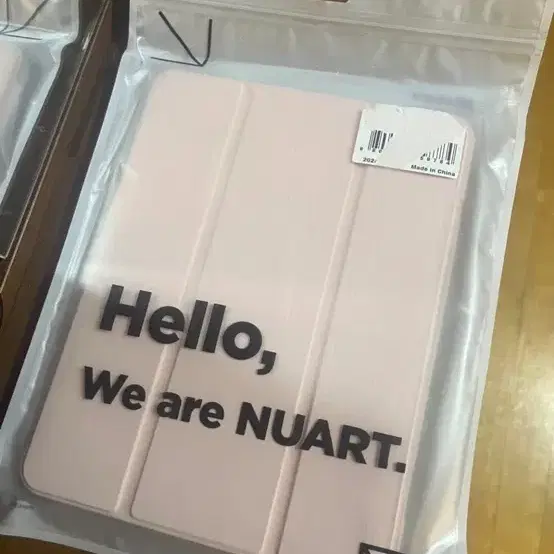 Made in China
Hello,
We are NUART.